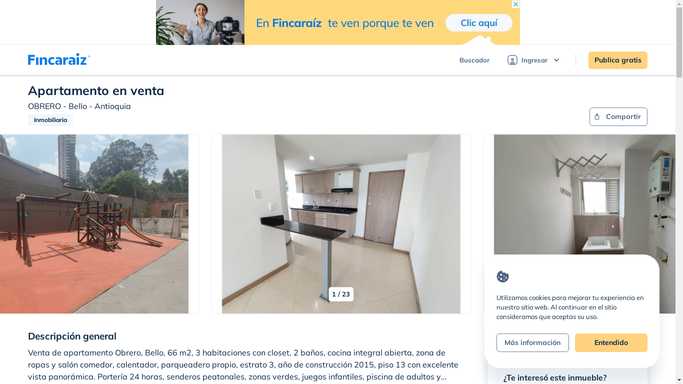 En Fincaraíz te ven porque te ven
Clic aquí
Fincaraiz
Buscador
Ingresar
Publica gratis
Apartamento en venta
OBRERO - Bello - Antioquia
Inmobiliaria
Compartir
1 / 23
Descripción general
Venta de apartamento Obrero, Bello, 66 m2, 3 habitaciones con closet, 2 baños, cocina integral abierta, zona de
ropas y salón comedor, calentador, parqueadero propio, estrato 3, año de construcción 2015, piso 13 con excelente
vista panorámica. Portería 24 horas, senderos peatonales, zonas verdes, juegos infantiles, piscina de adultos y...
Utilizamos cookies para mejorar tu experiencia en
nuestro sitio web. Al continuar en el sitio
consideramos que aceptas su uso.
Más información
Entendido
¿Te interesó este inmueble?